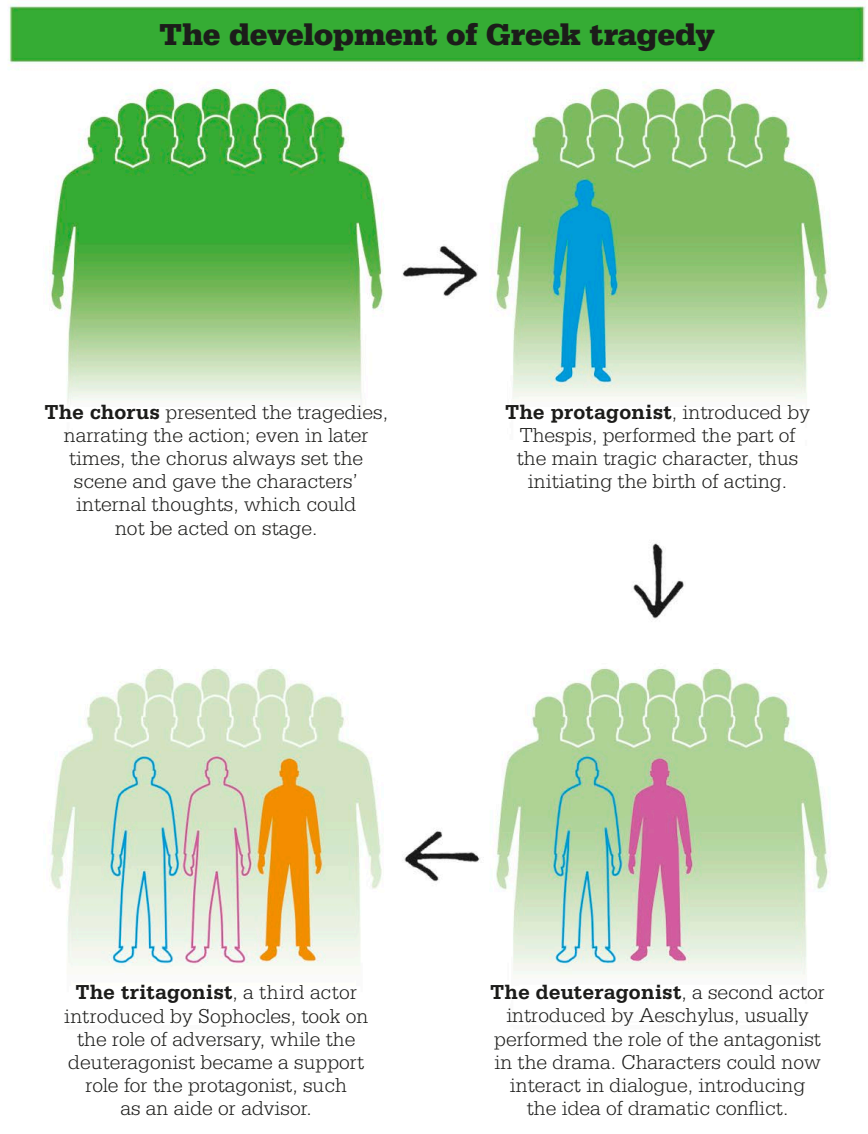 The development of Greek tragedy
The chorus presented the tragedies,
narrating the action; even in later
times, the chorus always set the
scene and gave the characters’
internal thoughts, which could
not be acted on stage.
The protagonist, introduced by
Thespis, performed the part of
the main tragic character, thus
initiating the birth of acting.
The deuteragonist, a second actor
introduced by Aeschylus, usually
performed the role of the antagonist
in the drama. Characters could now
interact in dialogue, introducing
the idea of dramatic conflict.
The tritagonist, a third actor
introduced by Sophocles, took on
the role of adversary, while the
deuteragonist became a support
role for the protagonist, such
as an aide or advisor.